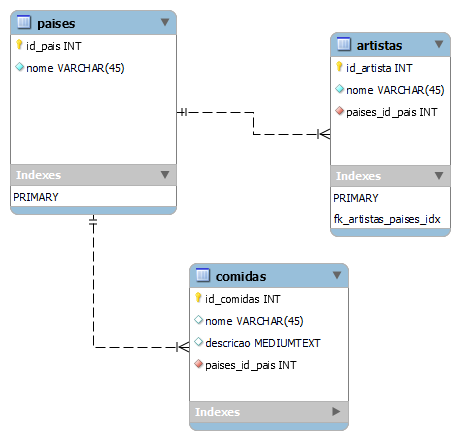 paises
id_pais INT
nome VARCHAR(45)
Indexes
PRIMARY
artistas
id_artista INT
nome VARCHAR(45)
paises_id_pais INT
Indexes
PRIMARY
fk_artistas_paises_idx
comidas
id_comidas INT
nome VARCHAR(45)
descricao MEDIUMTEXT
paises_id_pais INT
Indexes